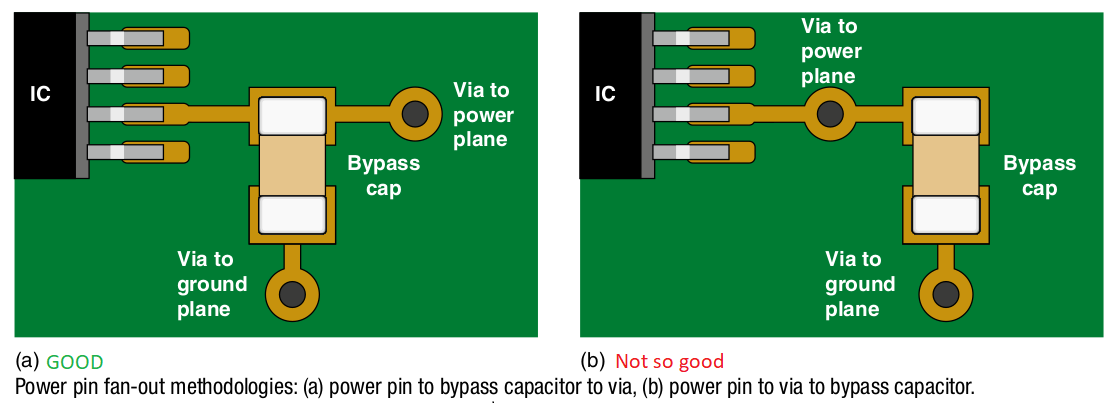 IC
Via to
power
plane
Bypass
cap
Via to
ground
plane
(a) GOOD
IC
Via to
power
plane
Bypass
cap
Via to
ground
plane
(b) Not so good
Power pin fan-out methodologies: (a) power pin to bypass capacitor to via, (b) power pin to via to bypass capacitor.